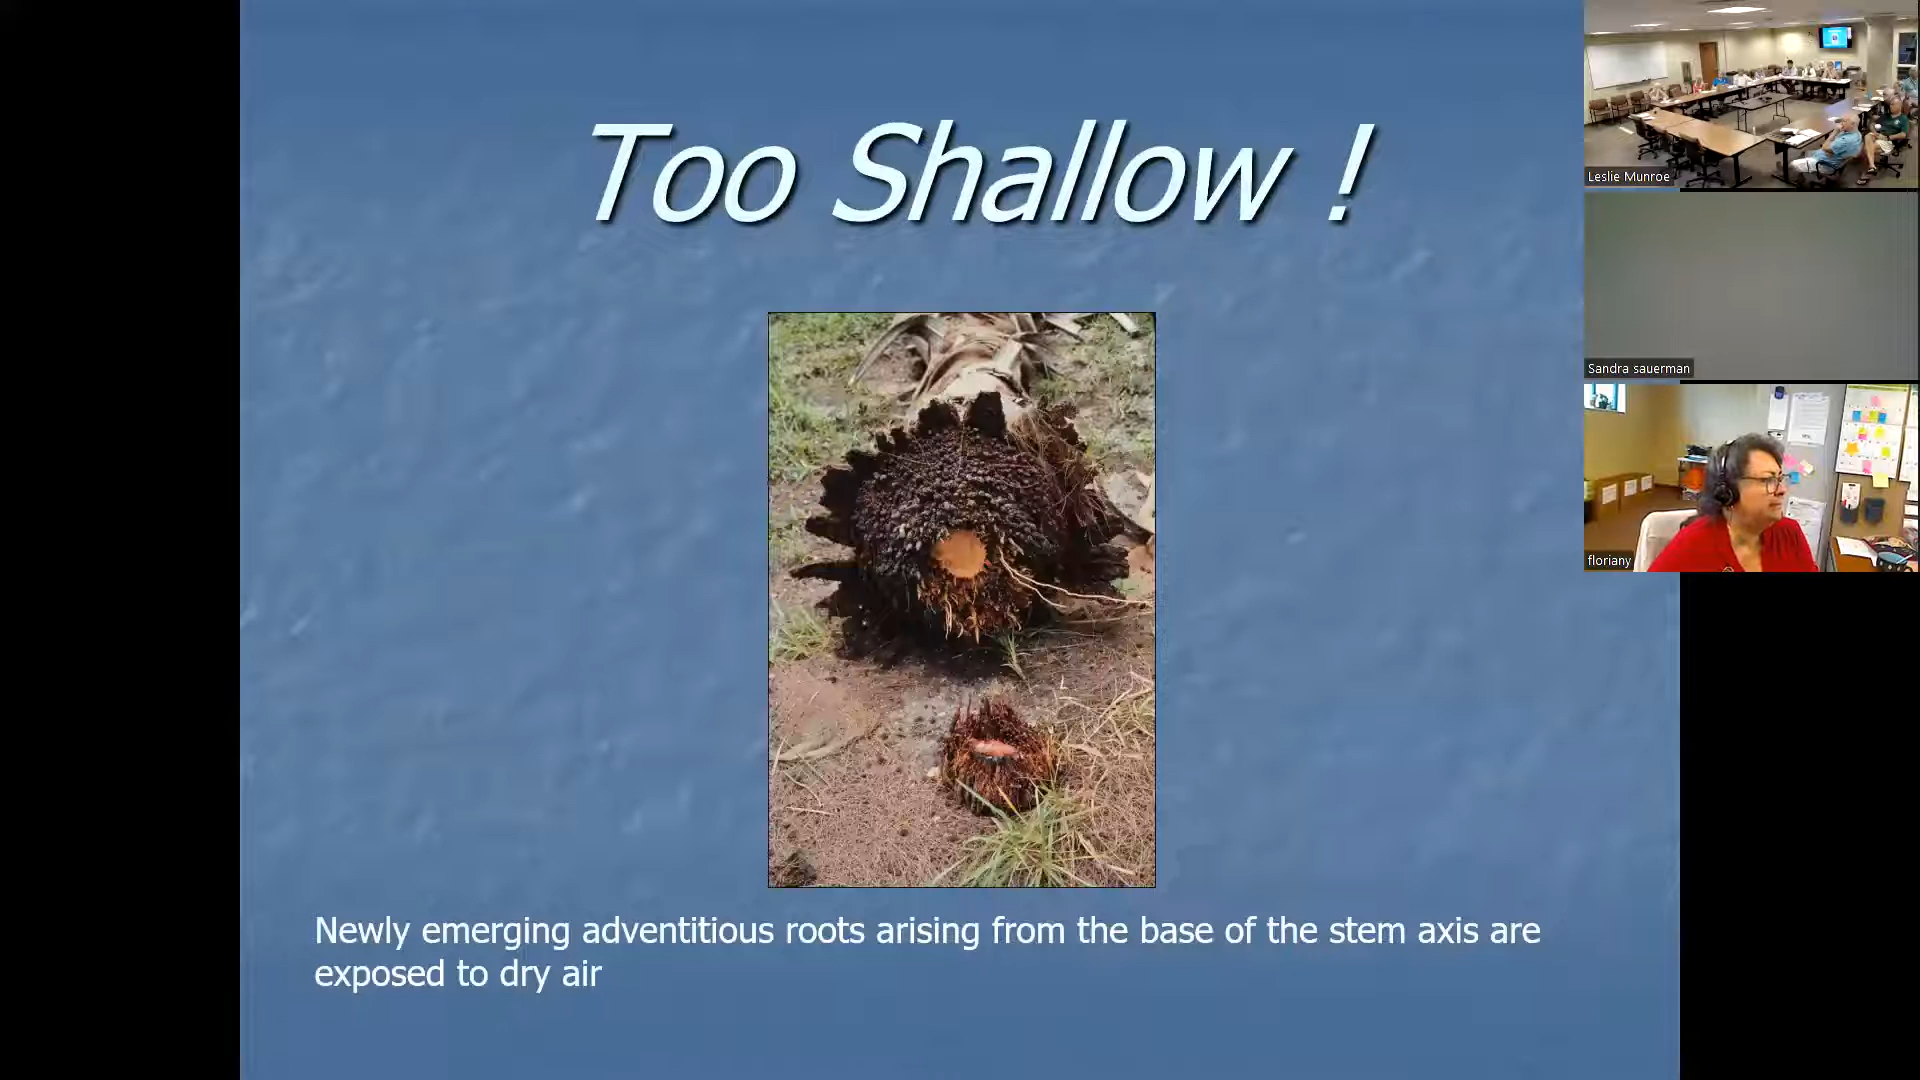 Too Shallow !
Newly emerging adventitious roots arising from the base of the stem axis are
exposed to dry air
Leslie Munroe
Sandra sauerman
floriany